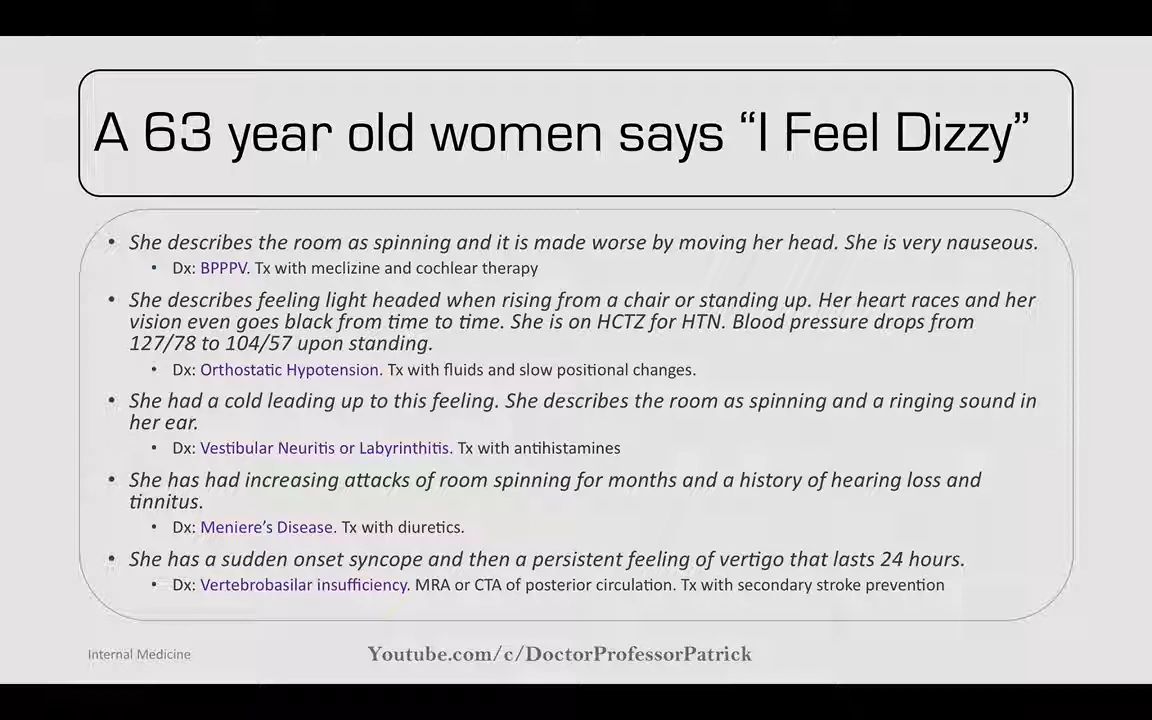 A 63 year old women says “I Feel Dizzy”
• She describes the room as spinning and it is made worse by moving her head. She is very nauseous.
• Dx: BPPPV. Tx with meclizine and cochlear therapy
• She describes feeling light headed when rising from a chair or standing up. Her heart races and her
vision even goes black from time to time. She is on HCTZ for HTN. Blood pressure drops from
127/78 to 104/57 upon standing.
• Dx: Orthostatic Hypotension. Tx with fluids and slow positional changes.
• She had a cold leading up to this feeling. She describes the room as spinning and a ringing sound in
her ear.
• Dx: Vestibular Neuritis or Labyrinthitis. Tx with antihistamines
• She has had increasing attacks of room spinning for months and a history of hearing loss and
tinnitus.
• Dx: Meniere’s Disease. Tx with diuretics.
• She has a sudden onset syncope and then a persistent feeling of vertigo that lasts 24 hours.
• Dx: Vertebrobasilar insufficiency. MRA or CTA of posterior circulation. Tx with secondary stroke prevention
Internal Medicine
Youtube.com/c/DoctorProfessorPatrick